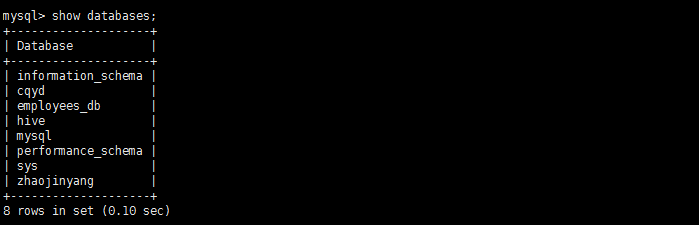 mysql> show databases;
+--------------------+
| Database           |
+--------------------+
| information_schema |
| cqyd               |
| employees_db       |
| hive               |
| mysql              |
| performance_schema |
| sys                |
| zhaojinyang        |
+--------------------+
8 rows in set (0.10 sec)